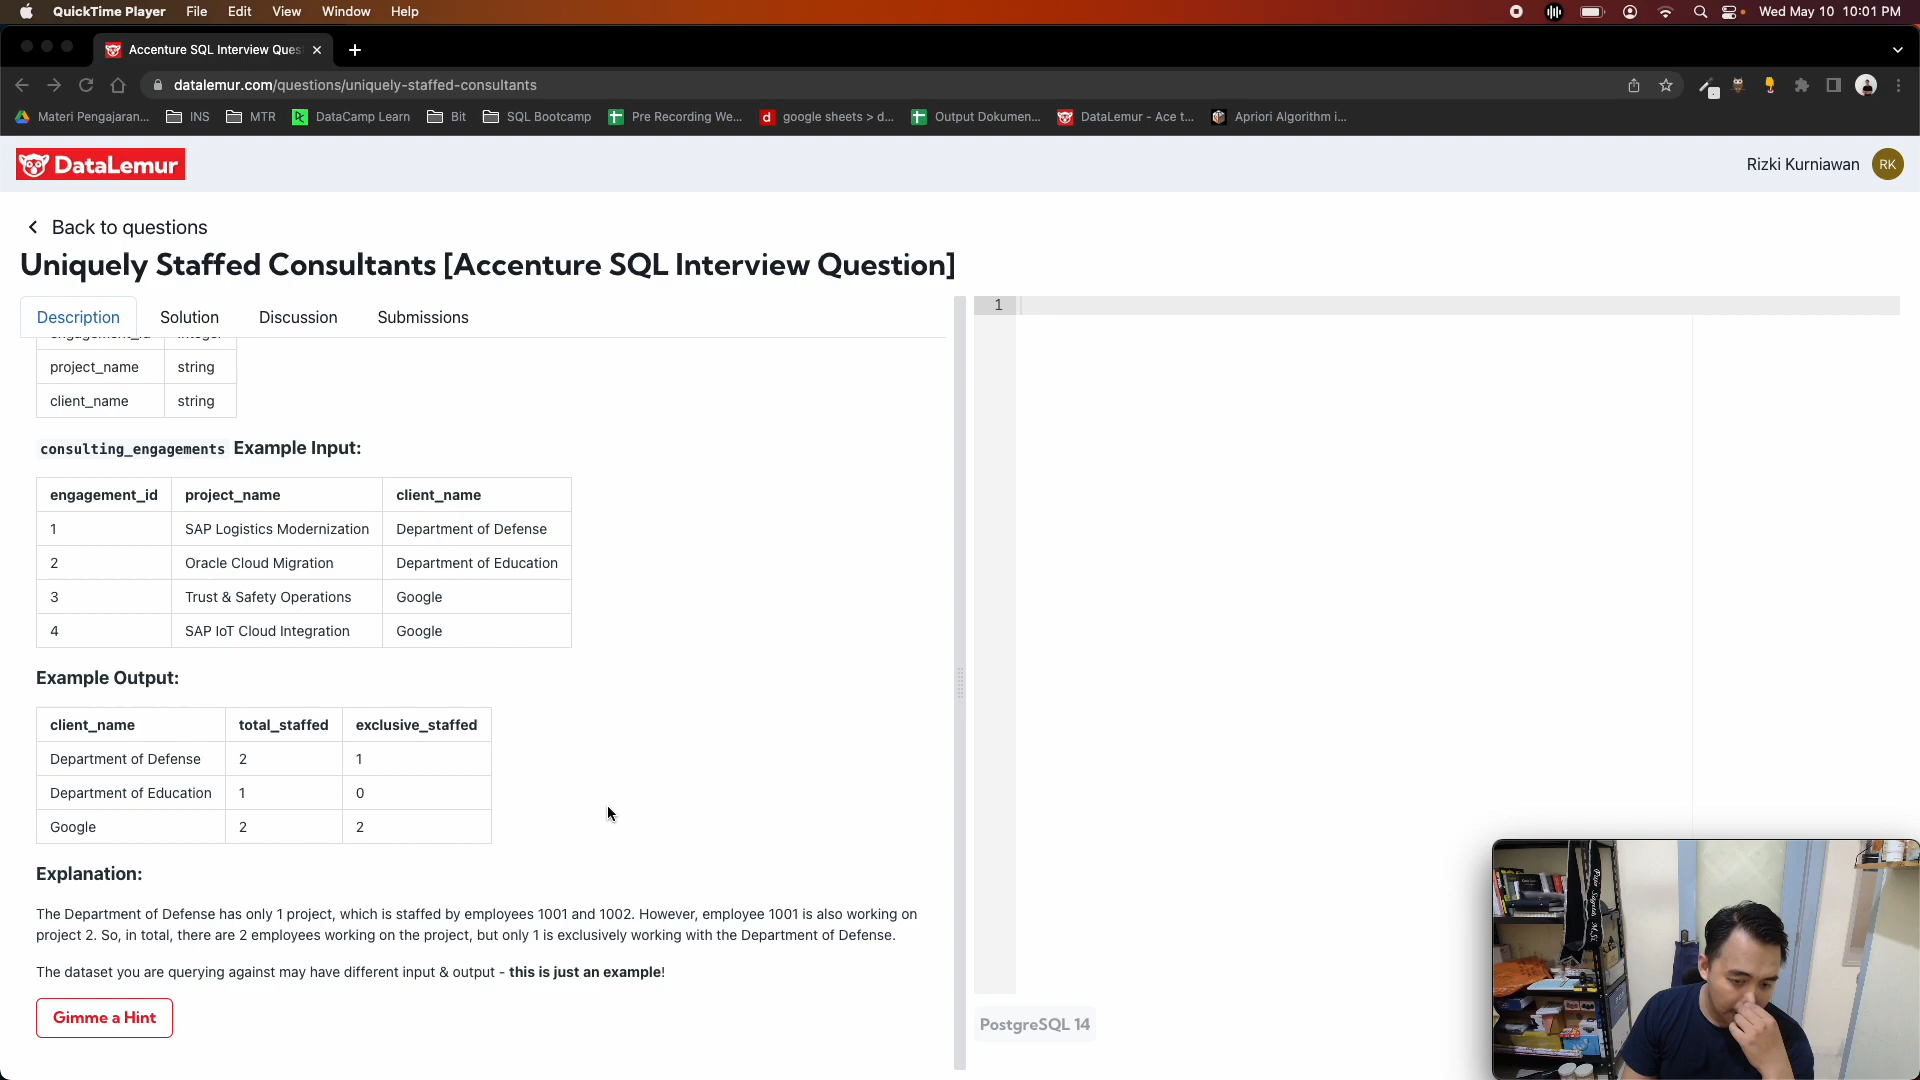 QuickTime Player File Edit View Window Help Wed May 10 10:01 PM
Accenture SQL Interview Ques
datalemur.com/questions/uniquely-staffed-consultants
Materi Pengajaran... INS MTR DataCamp Learn Bit SQL Bootcamp Pre Recording We... google sheets > d... Output Dokumen... DataLemur - Ace t... Apriori Algorithm i...
DataLemur Rizki Kurniawan RK
Back to questions
Uniquely Staffed Consultants [Accenture SQL Interview Question]
Description Solution Discussion Submissions
1
project_name string
client_name string
consulting_engagements Example Input:
engagement_id project_name client_name
1 SAP Logistics Modernization Department of Defense
2 Oracle Cloud Migration Department of Education
3 Trust & Safety Operations Google
4 SAP IoT Cloud Integration Google
Example Output:
client_name total_staffed exclusive_staffed
Department of Defense 2 1
Department of Education 1 0
Google 2 2
Explanation:
The Department of Defense has only 1 project, which is staffed by employees 1001 and 1002. However, employee 1001 is also working on
project 2. So, in total, there are 2 employees working on the project, but only 1 is exclusively working with the Department of Defense.
The dataset you are querying against may have different input & output - this is just an example!
Gimme a Hint
PostgreSQL 14